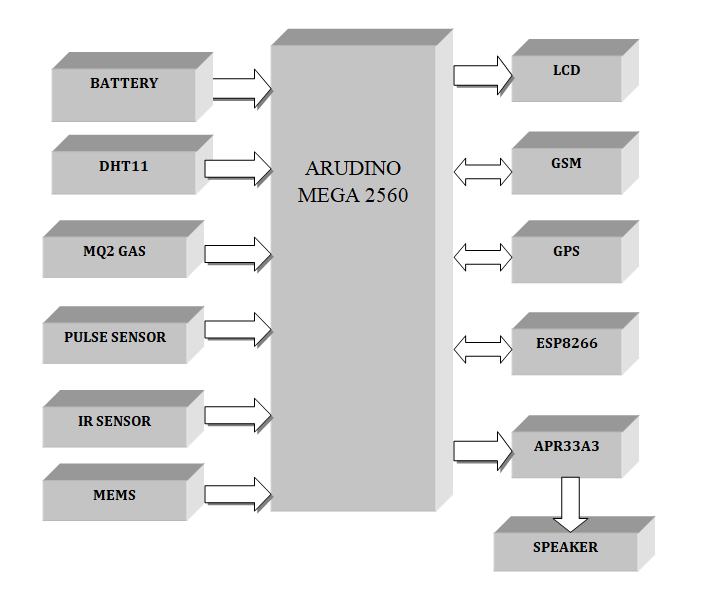 BATTERY
DHT11
MQ2 GAS
PULSE SENSOR
IR SENSOR
MEMS
ARUDINO
MEGA 2560
LCD
GSM
GPS
ESP8266
APR33A3
SPEAKER